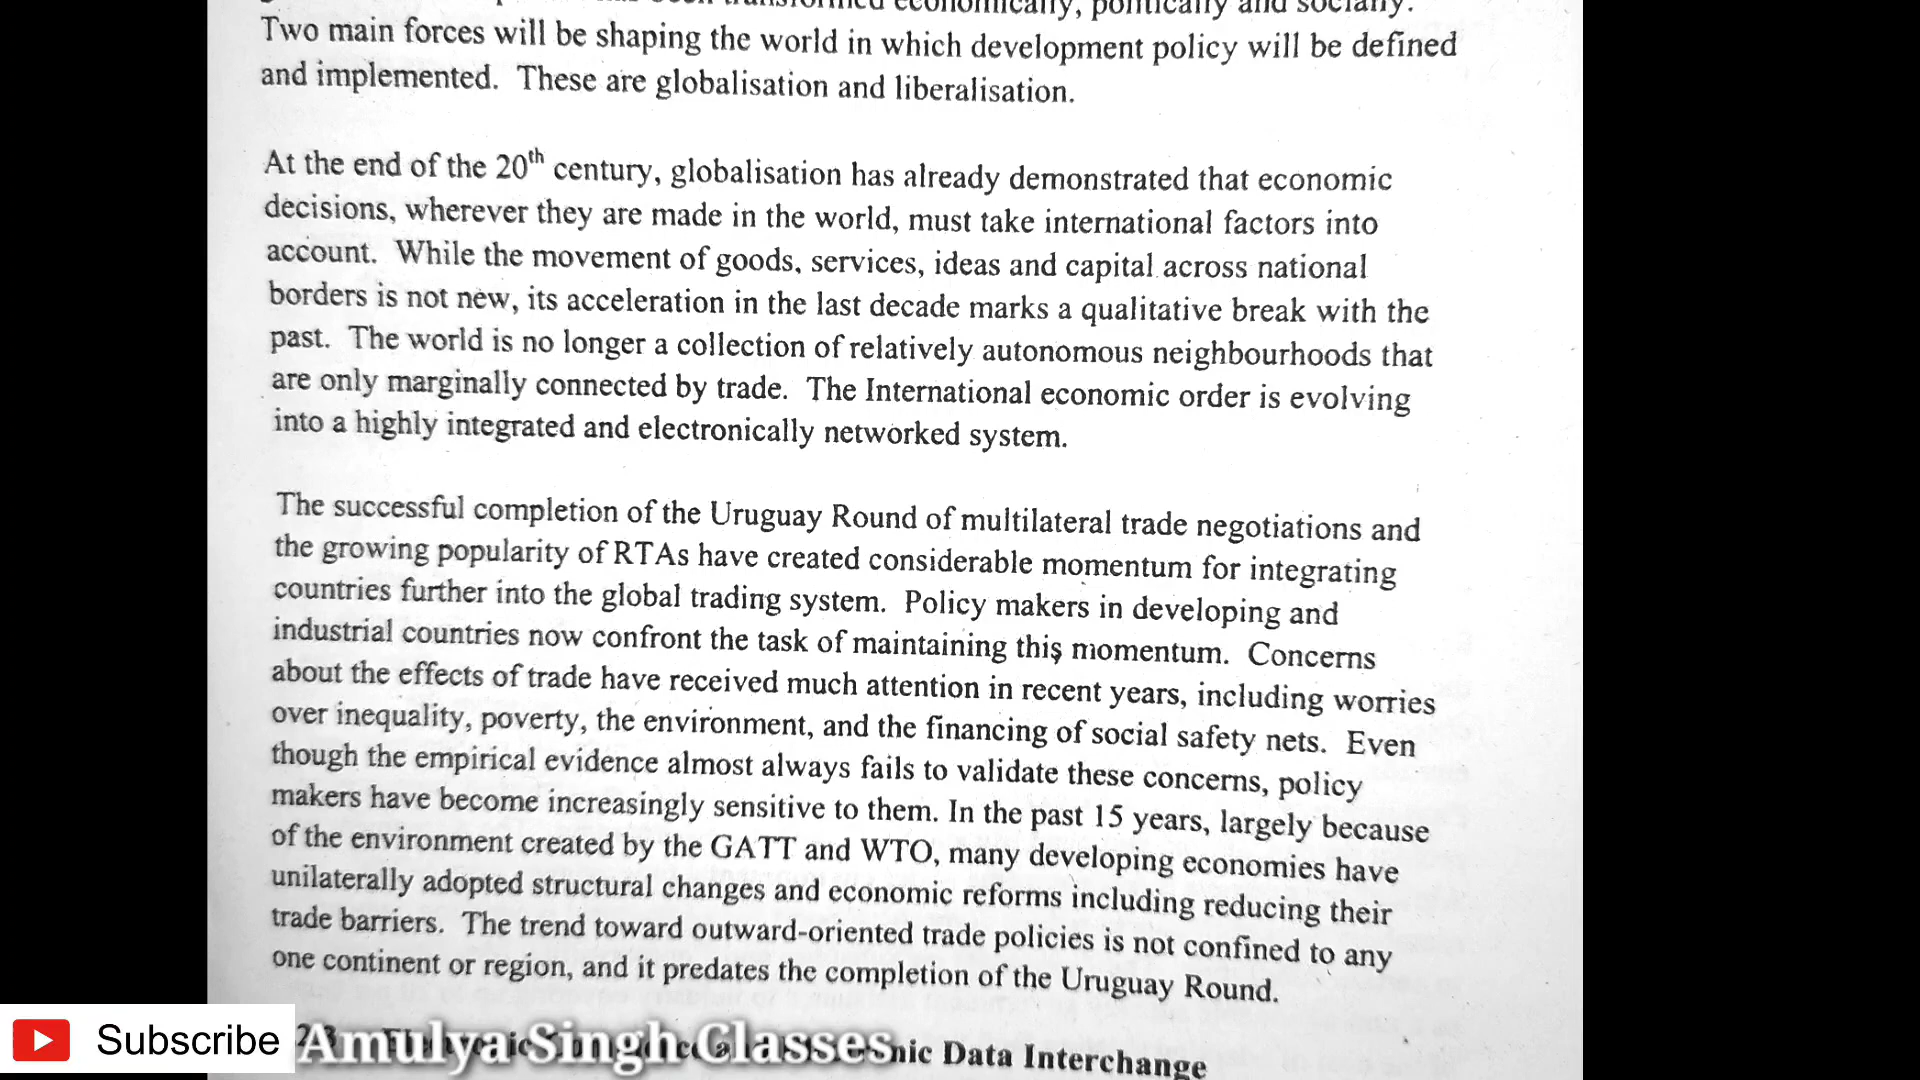 economically, politically and socially.
Two main forces will be shaping the world in which development policy will be defined
and implemented. These are globalisation and liberalisation.
At the end of the 20th century, globalisation has already demonstrated that economic
decisions, wherever they are made in the world, must take international factors into
account. While the movement of goods, services, ideas and capital across national
borders is not new, its acceleration in the last decade marks a qualitative break with the
past. The world is no longer a collection of relatively autonomous neighbourhoods that
are only marginally connected by trade. The International economic order is evolving
into a highly integrated and electronically networked system.
The successful completion of the Uruguay Round of multilateral trade negotiations and
the growing popularity of RTAs have created considerable momentum for integrating
countries further into the global trading system. Policy makers in developing and
industrial countries now confront the task of maintaining this momentum. Concerns
about the effects of trade have received much attention in recent years, including worries
over inequality, poverty, the environment, and the financing of social safety nets. Even
though the empirical evidence almost always fails to validate these concerns, policy
makers have become increasingly sensitive to them. In the past 15 years, largely because
of the environment created by the GATT and WTO, many developing economies have
unilaterally adopted structural changes and economic reforms including reducing their
trade barriers. The trend toward outward-oriented trade policies is not confined to any
one continent or region, and it predates the completion of the Uruguay Round.
Data Interchange
Subscribe Amulya Singh Classes